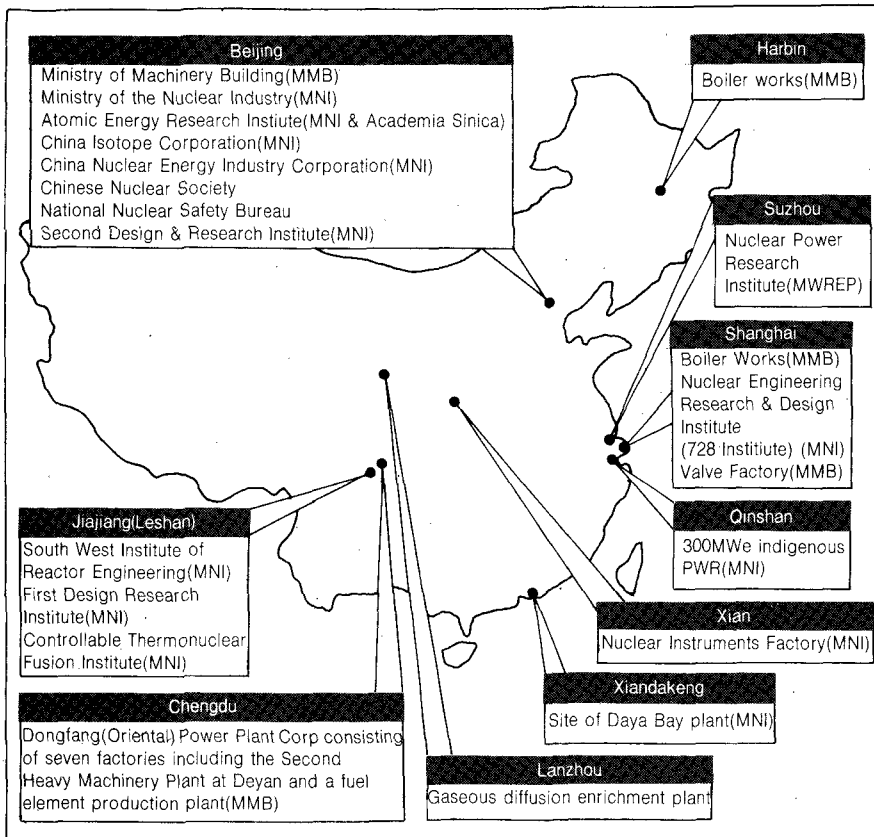 Beijing
Ministry of Machinery Building(MMB)
Ministry of the Nuclear Industry(MNI)
Atomic Energy Research Instiute(MNI & Academia Sinica)
China Isotope Corporation(MNI)
China Nuclear Energy Industry Corporation(MNI)
Chinese Nuclear Society
National Nuclear Safety Bureau
Second Design & Research Institute(MNI)
Harbin
Boiler works(MMB)
Suzhou
Nuclear Power
Research
Institute(MWREP)
Shanghai
Boiler Works(MMB)
Nuclear Engineering
Research & Design
Institute
(728 Institiute) (MNI)
Valve Factory(MMB)
Qinshan
300MWe indigenous
PWR(MNI)
Xian
Nuclear Instruments Factory(MNI)
Xiandakeng
Site of Daya Bay plant(MNI)
Lanzhou
Gaseous diffusion enrichment plant
Jiajiang(Leshan)
South West Institute of
Reactor Engineering(MNI)
First Design Research
Institute(MNI)
Controllable Thermonuclear
Fusion Institute(MNI)
Chengdu
Dongfang(Oriental) Power Plant Corp consisting
of seven factories including the Second
Heavy Machinery Plant at Deyan and a fuel
element production plant(MMB)